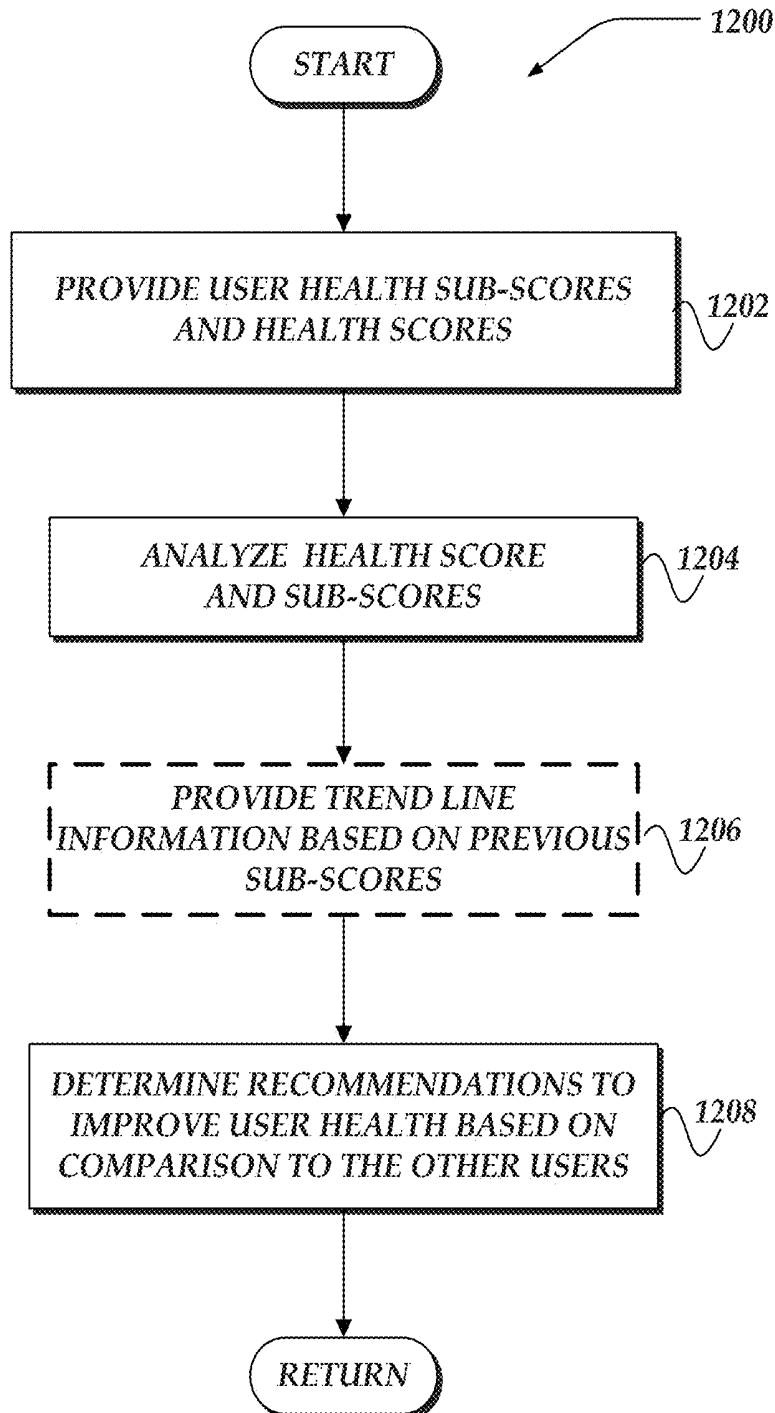 1200
START
PROVIDE USER HEALTH SUB-SCORES
AND HEALTH SCORES
1202
ANALYZE HEALTH SCORE
AND SUB-SCORES
1204
PROVIDE TREND LINE
INFORMATION BASED ON PREVIOUS
SUB-SCORES
1206
DETERMINE RECOMMENDATIONS TO
IMPROVE USER HEALTH BASED ON
COMPARISON TO THE OTHER USERS
1208
RETURN